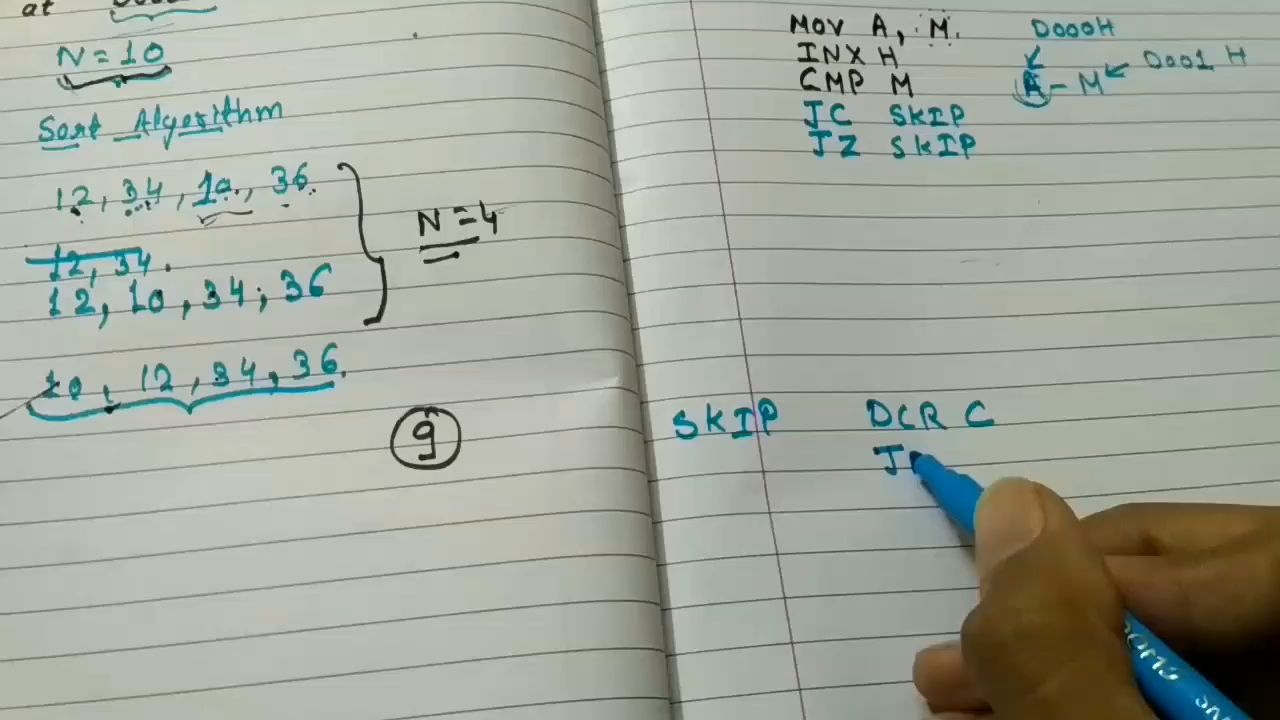 at
N = 10
Sort Algorithm
12, 34, 10, 36.
12, 34.
12, 10, 34, 36
10, 12, 34, 36.
N = 4
9
MOV A, M.
INX H
CMP M
JC SKIP
JZ SKIP
D000H
A - M
D001 H
SKIP DCR C
J